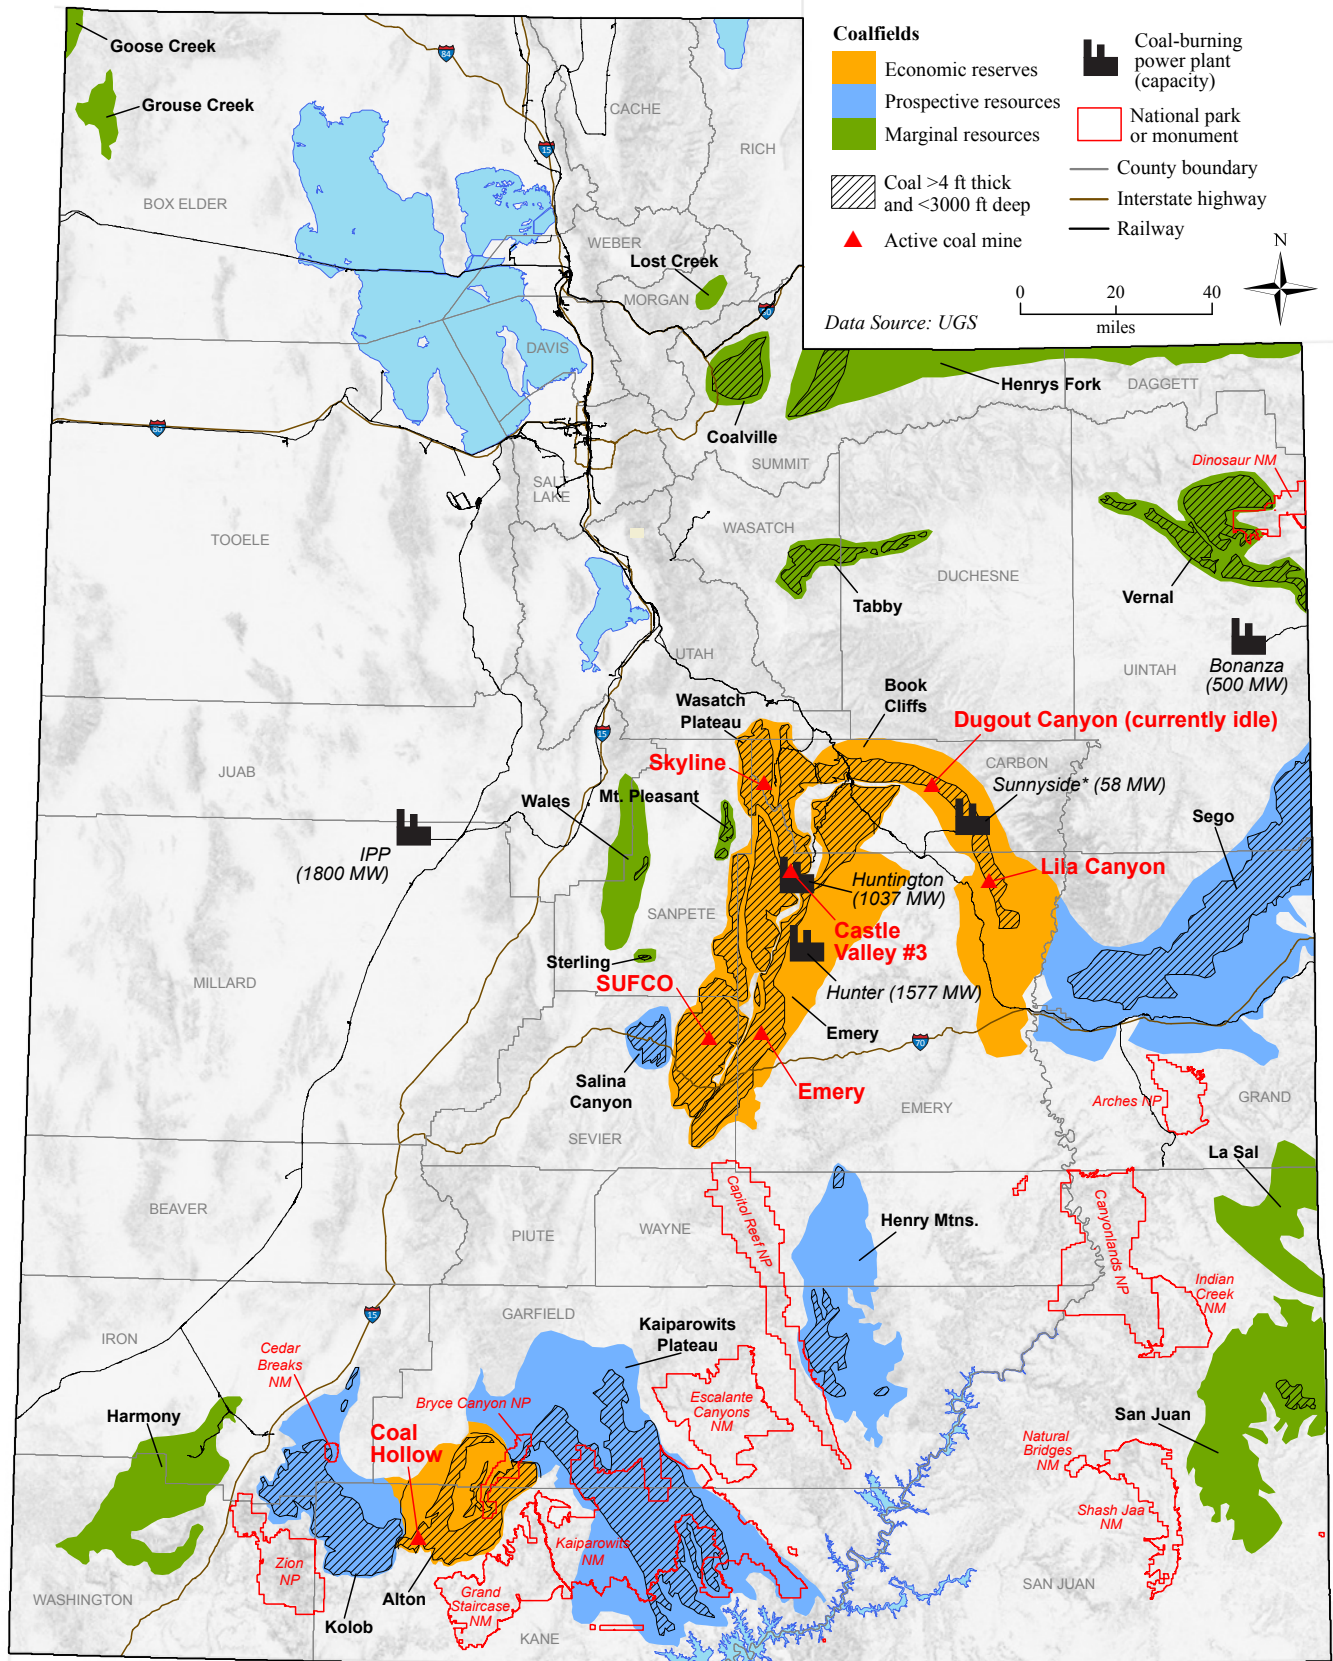 Coalfields
Economic reserves
Prospective resources
Marginal resources
Coal >4 ft thick
and <3000 ft deep
Active coal mine
Coal-burning
power plant
(capacity)
National park
or monument
County boundary
Interstate highway
Railway
N
0 20 40
miles
Data Source: UGS
Goose Creek
84
Grouse Creek
CACHE
15
RICH
BOX ELDER
WEBER
Lost Creek
MORGAN
80
DAVIS
Henrys Fork
DAGGETT
80
Coalville
SUMMIT
Dinosaur NM
SALT
LAKE
WASATCH
TOOELE
DUCHESNE
Tabby
Vernal
UTAH
UINTAH
Bonanza
(500 MW)
Wasatch
Plateau
Book
Cliffs
Dugout Canyon (currently idle)
15
Skyline
CARBON
JUAB
Sunnyside* (58 MW)
Wales
Mt. Pleasant
Sego
IPP
(1800 MW)
Lila Canyon
Huntington
(1037 MW)
SANPETE
Castle
Valley #3
Sterling
SUFCO
MILLARD
Hunter (1577 MW)
Emery
70
Salina
Canyon
Emery
EMERY
Arches NP
GRAND
SEVIER
La Sal
Capitol Reef NP
Canyonlands NP
BEAVER
WAYNE
Henry Mtns.
PIUTE
Indian
Creek
NM
15
GARFIELD
Kaiparowits
Plateau
IRON
Cedar
Breaks
NM
Bryce Canyon NP
Escalante
Canyons
NM
Harmony
Coal
Hollow
San Juan
Natural
Bridges
NM
Shash Jaa
NM
Kaiparowits
NM
Zion
NP
Grand
Staircase
NM
SAN JUAN
WASHINGTON
Alton
Kolob
KANE